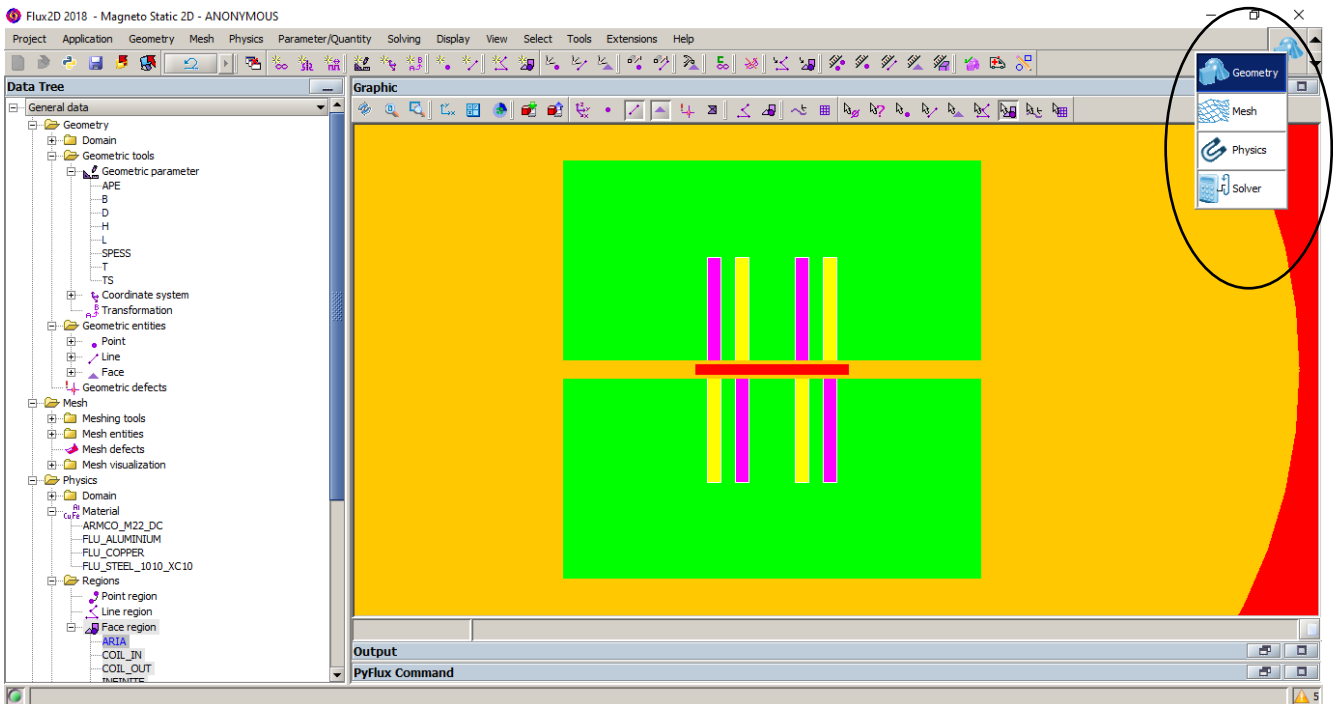 Flux2D 2018 - Magneto Static 2D - ANONYMOUS
Project Application Geometry Mesh Physics Parameter/Quantity Solving Display View Select Tools Extensions Help
Data Tree
General data
Geometry
Domain
Geometric tools
Geometric parameter
APE
B
D
H
L
SPESS
T
TS
Coordinate system
Transformation
Geometric entities
Point
Line
Face
Geometric defects
Mesh
Meshing tools
Mesh entities
Mesh defects
Mesh visualization
Physics
Domain
Material
ARMCO_M22_DC
FLU_ALUMINIUM
FLU_COPPER
FLU_STEEL_1010_XC10
Regions
Point region
Line region
Face region
ARIA
COIL_IN
COIL_OUT
INFINITE
Graphic
Geometry
Mesh
Physics
Solver
Output
PyFlux Command
5